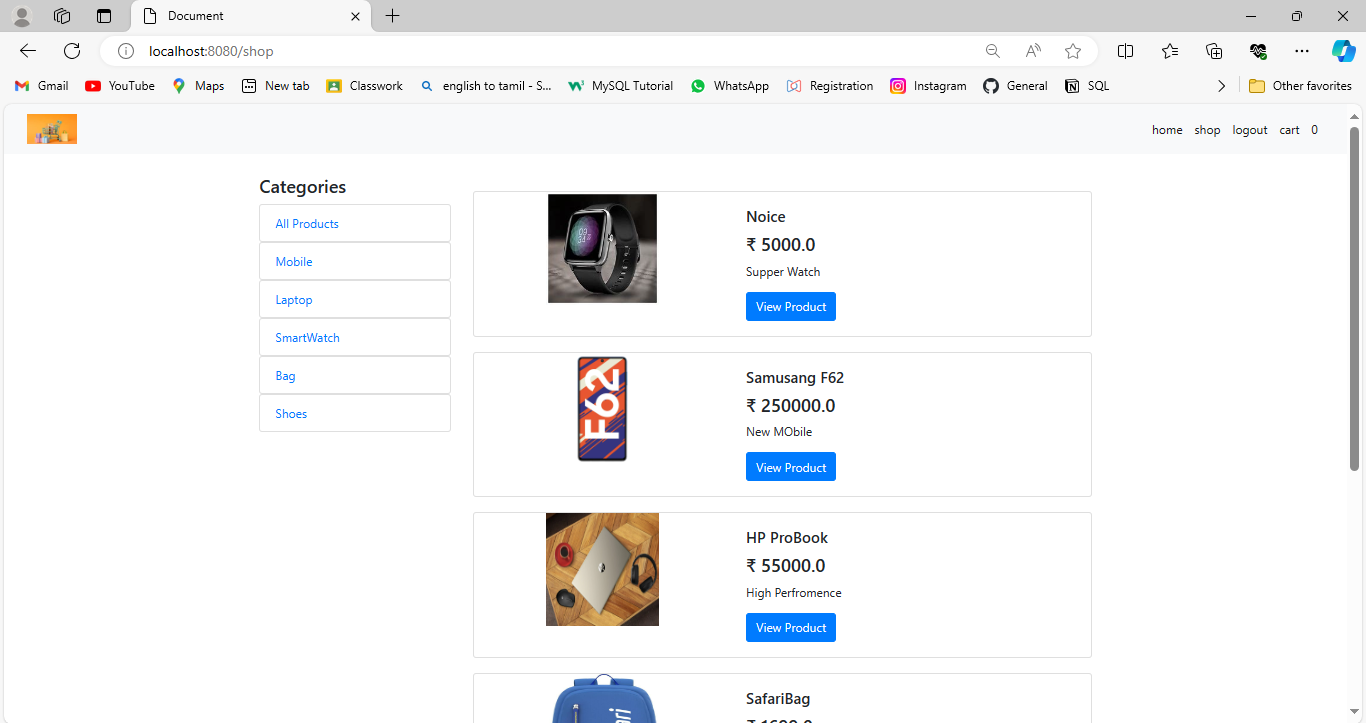 Document
localhost:8080/shop
Gmail YouTube Maps New tab Classwork english to tamil - S... MySQL Tutorial WhatsApp Registration Instagram General SQL Other favorites
home shop logout cart 0
Categories
All Products
Mobile
Laptop
SmartWatch
Bag
Shoes
Noice
₹ 5000.0
Supper Watch
View Product
F62
Samusang F62
₹ 250000.0
New MObile
View Product
HP ProBook
₹ 55000.0
High Perfromence
View Product
SafariBag